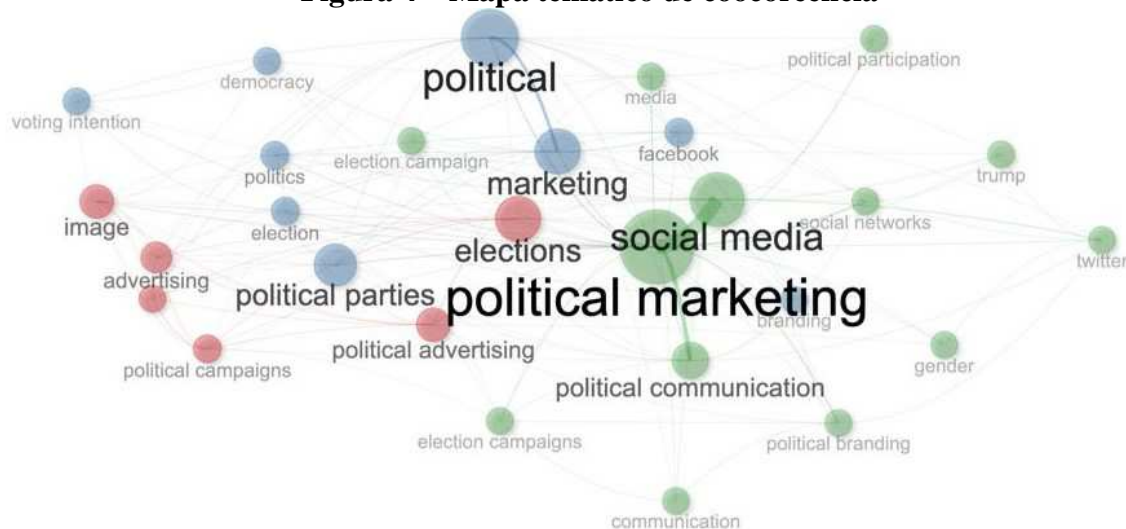 political
political participation
democracy
media
voting intention
election campaign
facebook
politics
trump
marketing
image
election
social networks
social media
elections
twitter
advertising
political parties
political marketing
branding
political advertising
political campaigns
gender
political communication
election campaigns
political branding
communication